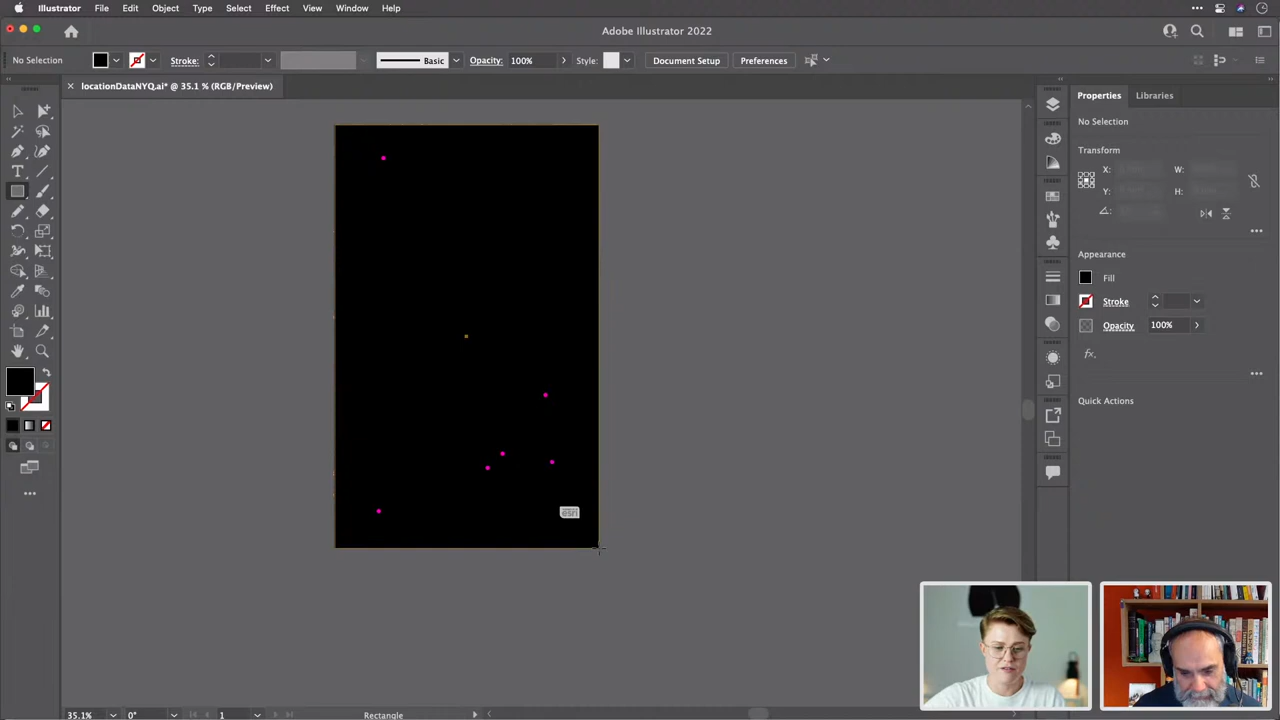 Illustrator File Edit Object Type Select Effect View Window Help
Adobe Illustrator 2022
No Selection Stroke: Basic Opacity: 100% Style: Document Setup Preferences
locationDataNYQ.ai* @ 35.1 % (RGB/Preview)
Properties Libraries
No Selection
Transform
X: W:
Y: H:
Appearance
Fill
Stroke
Opacity 100%
fx.
Quick Actions
esri
35.1% 0° 1 Rectangle